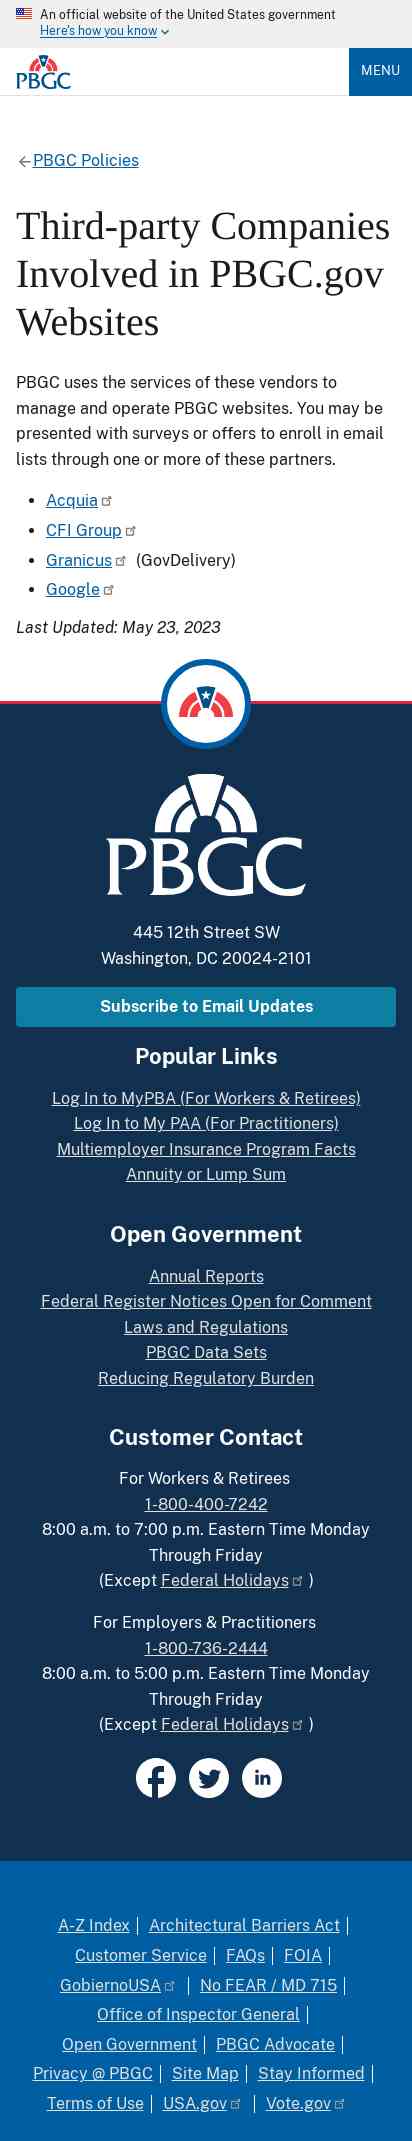 An official website of the United States government
Here's how you know
PBGC
MENU
PBGC Policies
Third-party Companies
Involved in PBGC.gov
Websites
PBGC uses the services of these vendors to
manage and operate PBGC websites. You may be
presented with surveys or offers to enroll in email
lists through one or more of these partners.
• Acquia
• CFI Group
• Granicus (GovDelivery)
• Google
Last Updated: May 23, 2023
PBGC
445 12th Street SW
Washington, DC 20024-2101
Subscribe to Email Updates
Popular Links
Log In to MyPBA (For Workers & Retirees)
Log In to My PAA (For Practitioners)
Multiemployer Insurance Program Facts
Annuity or Lump Sum
Open Government
Annual Reports
Federal Register Notices Open for Comment
Laws and Regulations
PBGC Data Sets
Reducing Regulatory Burden
Customer Contact
For Workers & Retirees
1-800-400-7242
8:00 a.m. to 7:00 p.m. Eastern Time Monday
Through Friday
(Except Federal Holidays )
For Employers & Practitioners
1-800-736-2444
8:00 a.m. to 5:00 p.m. Eastern Time Monday
Through Friday
(Except Federal Holidays )
A-Z Index | Architectural Barriers Act |
Customer Service | FAQs | FOIA |
GobiernoUSA | No FEAR / MD 715 |
Office of Inspector General |
Open Government | PBGC Advocate |
Privacy @ PBGC | Site Map | Stay Informed |
Terms of Use | USA.gov | Vote.gov